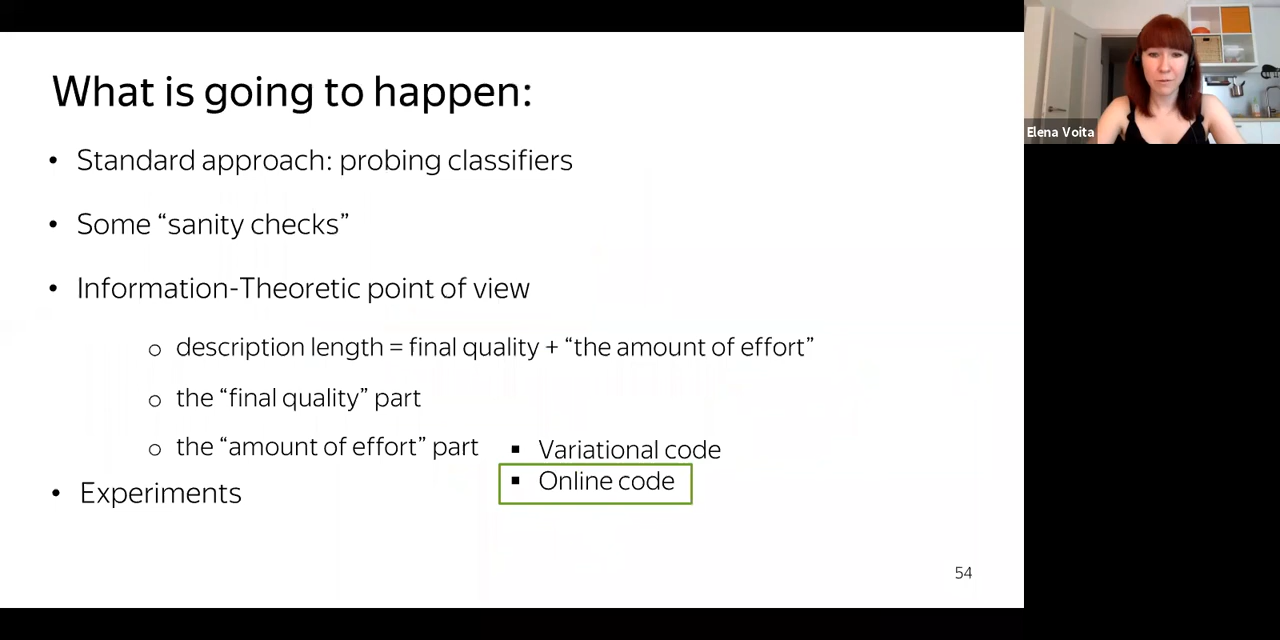 What is going to happen:
• Standard approach: probing classifiers
• Some “sanity checks”
• Information-Theoretic point of view
o description length = final quality + “the amount of effort”
o the “final quality” part
o the “amount of effort” part
▪ Variational code
▪ Online code
• Experiments
54
Elena Voita